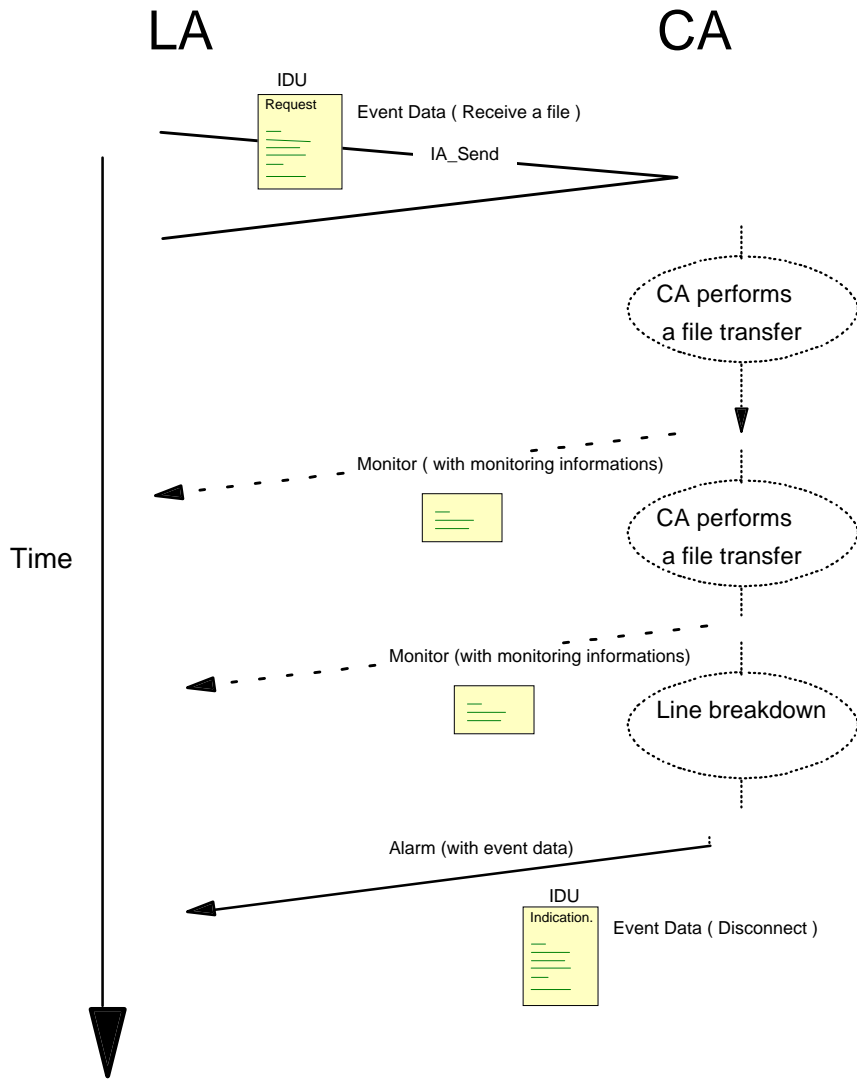 LA
CA
IDU
Request
Event Data ( Receive a file )
IA_Send
CA performs
a file transfer
Monitor ( with monitoring informations)
CA performs
a file transfer
Time
Monitor (with monitoring informations)
Line breakdown
Alarm (with event data)
IDU
Indication.
Event Data ( Disconnect )